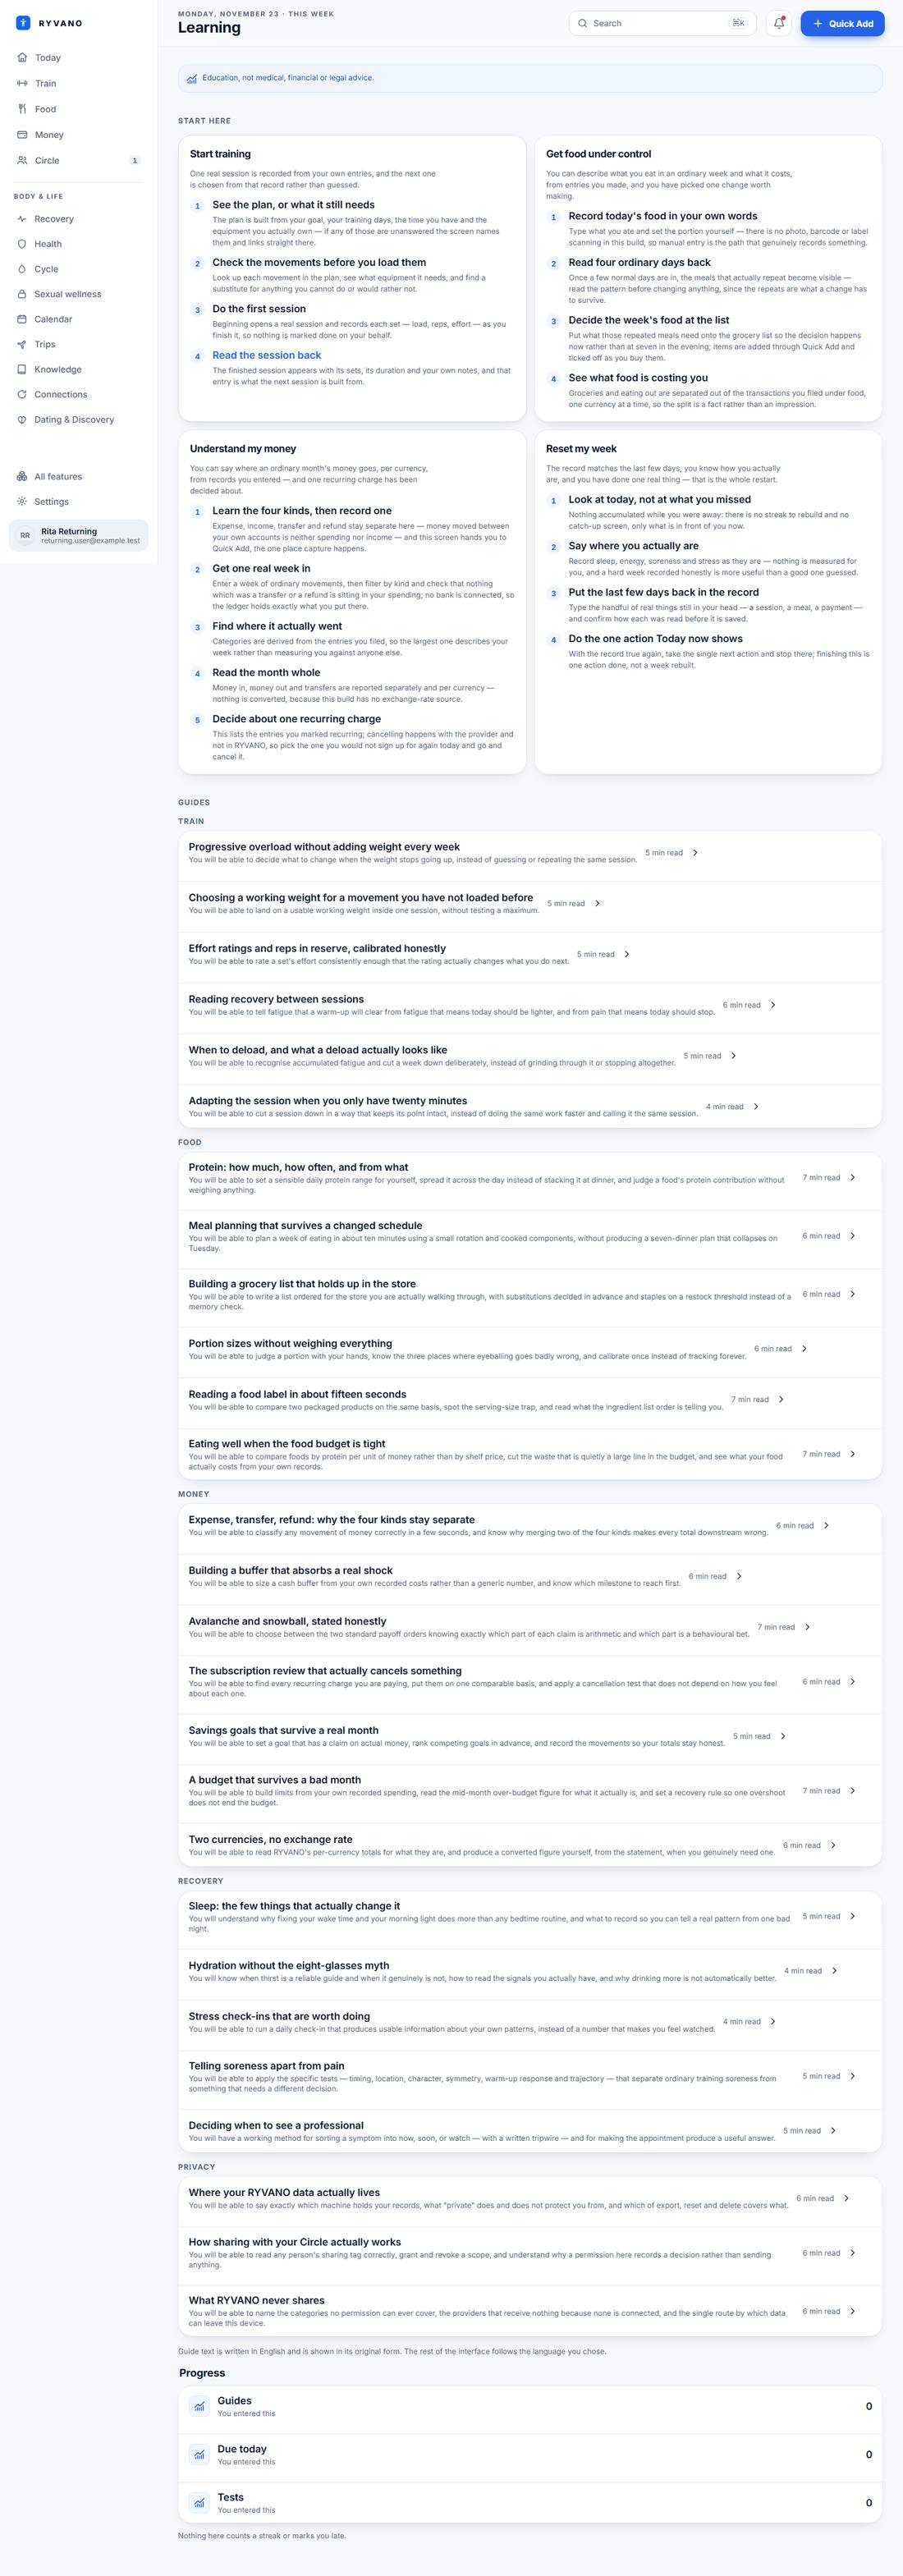 RYVANO
Today
Train
Food
Money
Circle
1
BODY & LIFE
Recovery
Health
Cycle
Sexual wellness
Calendar
Trips
Knowledge
Connections
Dating & Discovery
All features
Settings
RR
Rita Returning
returning.user@example.test
MONDAY, NOVEMBER 23 · THIS WEEK
Learning
Search
⌘K
Quick Add
Education, not medical, financial or legal advice.
START HERE
Start training
One real session is recorded from your own entries, and the next one
is chosen from that record rather than guessed.
1
See the plan, or what it still needs
The plan is built from your goal, your training days, the time you have and the
equipment you actually own — if any of those are unanswered the screen names
them and links straight there.
2
Check the movements before you load them
Look up each movement in the plan, see what equipment it needs, and find a
substitute for anything you cannot do or would rather not.
3
Do the first session
Beginning opens a real session and records each set — load, reps, effort — as you
finish it, so nothing is marked done on your behalf.
4
Read the session back
The finished session appears with its sets, its duration and your own notes, and that
entry is what the next session is built from.
Get food under control
You can describe what you eat in an ordinary week and what it costs,
from entries you made, and you have picked one change worth
making.
1
Record today's food in your own words
Type what you ate and set the portion yourself — there is no photo, barcode or label
scanning in this build, so manual entry is the path that genuinely records something.
2
Read four ordinary days back
Once a few normal days are in, the meals that actually repeat become visible —
read the pattern before changing anything, since the repeats are what a change has
to survive.
3
Decide the week's food at the list
Put what those repeated meals need onto the grocery list so the decision happens
now rather than at seven in the evening; items are added through Quick Add and
ticked off as you buy them.
4
See what food is costing you
Groceries and eating out are separated out of the transactions you filed under food,
one currency at a time, so the split is a fact rather than an impression.
Understand my money
You can say where an ordinary month's money goes, per currency,
from records you entered — and one recurring charge has been
decided about.
1
Learn the four kinds, then record one
Expense, income, transfer and refund stay separate here — money moved between
your own accounts is neither spending nor income — and this screen hands you to
Quick Add, the one place capture happens.
2
Get one real week in
Enter a week of ordinary movements, then filter by kind and check that nothing
which was a transfer or a refund is sitting in your spending; no bank is connected, so
the ledger holds exactly what you put there.
3
Find where it actually went
Categories are derived from the entries you filed, so the largest one describes your
week rather than measuring you against anyone else.
4
Read the month whole
Money in, money out and transfers are reported separately and per currency —
nothing is converted, because this build has no exchange-rate source.
5
Decide about one recurring charge
This lists the entries you marked recurring; cancelling happens with the provider and
not in RYVANO, so pick the one you would not sign up for again today and go and
cancel it.
Reset my week
The record matches the last few days, you know how you actually
are, and you have done one real thing — that is the whole restart.
1
Look at today, not at what you missed
Nothing accumulated while you were away: there is no streak to rebuild and no
catch-up screen, only what is in front of you now.
2
Say where you actually are
Record sleep, energy, soreness and stress as they are — nothing is measured for
you, and a hard week recorded honestly is more useful than a good one guessed.
3
Put the last few days back in the record
Type the handful of real things still in your head — a session, a meal, a payment —
and confirm how each was read before it is saved.
4
Do the one action Today now shows
With the record true again, take the single next action and stop there; finishing this is
one action done, not a week rebuilt.
GUIDES
TRAIN
Progressive overload without adding weight every week
You will be able to decide what to change when the weight stops going up, instead of guessing or repeating the same session.
5 min read
Choosing a working weight for a movement you have not loaded before
You will be able to land on a usable working weight inside one session, without testing a maximum.
5 min read
Effort ratings and reps in reserve, calibrated honestly
You will be able to rate a set's effort consistently enough that the rating actually changes what you do next.
5 min read
Reading recovery between sessions
You will be able to tell fatigue that a warm-up will clear from fatigue that means today should be lighter, and from pain that means today should stop.
6 min read
When to deload, and what a deload actually looks like
You will be able to recognise accumulated fatigue and cut a week down deliberately, instead of grinding through it or stopping altogether.
5 min read
Adapting the session when you only have twenty minutes
You will be able to cut a session down in a way that keeps its point intact, instead of doing the same work faster and calling it the same session.
4 min read
FOOD
Protein: how much, how often, and from what
You will be able to set a sensible daily protein range for yourself, spread it across the day instead of stacking it at dinner, and judge a food's protein contribution without
weighing anything.
7 min read
Meal planning that survives a changed schedule
You will be able to plan a week of eating in about ten minutes using a small rotation and cooked components, without producing a seven-dinner plan that collapses on
Tuesday.
6 min read
Building a grocery list that holds up in the store
You will be able to write a list ordered for the store you are actually walking through, with substitutions decided in advance and staples on a restock threshold instead of a
memory check.
6 min read
Portion sizes without weighing everything
You will be able to judge a portion with your hands, know the three places where eyeballing goes badly wrong, and calibrate once instead of tracking forever.
6 min read
Reading a food label in about fifteen seconds
You will be able to compare two packaged products on the same basis, spot the serving-size trap, and read what the ingredient list order is telling you.
7 min read
Eating well when the food budget is tight
You will be able to compare foods by protein per unit of money rather than by shelf price, cut the waste that is quietly a large line in the budget, and see what your food
actually costs from your own records.
7 min read
MONEY
Expense, transfer, refund: why the four kinds stay separate
You will be able to classify any movement of money correctly in a few seconds, and know why merging two of the four kinds makes every total downstream wrong.
6 min read
Building a buffer that absorbs a real shock
You will be able to size a cash buffer from your own recorded costs rather than a generic number, and know which milestone to reach first.
6 min read
Avalanche and snowball, stated honestly
You will be able to choose between the two standard payoff orders knowing exactly which part of each claim is arithmetic and which part is a behavioural bet.
7 min read
The subscription review that actually cancels something
You will be able to find every recurring charge you are paying, put them on one comparable basis, and apply a cancellation test that does not depend on how you feel
about each one.
6 min read
Savings goals that survive a real month
You will be able to set a goal that has a claim on actual money, rank competing goals in advance, and record the movements so your totals stay honest.
5 min read
A budget that survives a bad month
You will be able to build limits from your own recorded spending, read the mid-month over-budget figure for what it actually is, and set a recovery rule so one overshoot
does not end the budget.
7 min read
Two currencies, no exchange rate
You will be able to read RYVANO's per-currency totals for what they are, and produce a converted figure yourself, from the statement, when you genuinely need one.
6 min read
RECOVERY
Sleep: the few things that actually change it
You will understand why fixing your wake time and your morning light does more than any bedtime routine, and what to record so you can tell a real pattern from one bad
night.
5 min read
Hydration without the eight-glasses myth
You will know when thirst is a reliable guide and when it genuinely is not, how to read the signals you actually have, and why drinking more is not automatically better.
4 min read
Stress check-ins that are worth doing
You will be able to run a daily check-in that produces usable information about your own patterns, instead of a number that makes you feel watched.
4 min read
Telling soreness apart from pain
You will be able to apply the specific tests — timing, location, character, symmetry, warm-up response and trajectory — that separate ordinary training soreness from
something that needs a different decision.
5 min read
Deciding when to see a professional
You will have a working method for sorting a symptom into now, soon, or watch — with a written tripwire — and for making the appointment produce a useful answer.
5 min read
PRIVACY
Where your RYVANO data actually lives
You will be able to say exactly which machine holds your records, what "private" does and does not protect you from, and which of export, reset and delete covers what.
6 min read
How sharing with your Circle actually works
You will be able to read any person's sharing tag correctly, grant and revoke a scope, and understand why a permission here records a decision rather than sending
anything.
6 min read
What RYVANO never shares
You will be able to name the categories no permission can ever cover, the providers that receive nothing because none is connected, and the single route by which data
can leave this device.
6 min read
Guide text is written in English and is shown in its original form. The rest of the interface follows the language you chose.
Progress
Guides
You entered this
0
Due today
You entered this
0
Tests
You entered this
0
Nothing here counts a streak or marks you late.